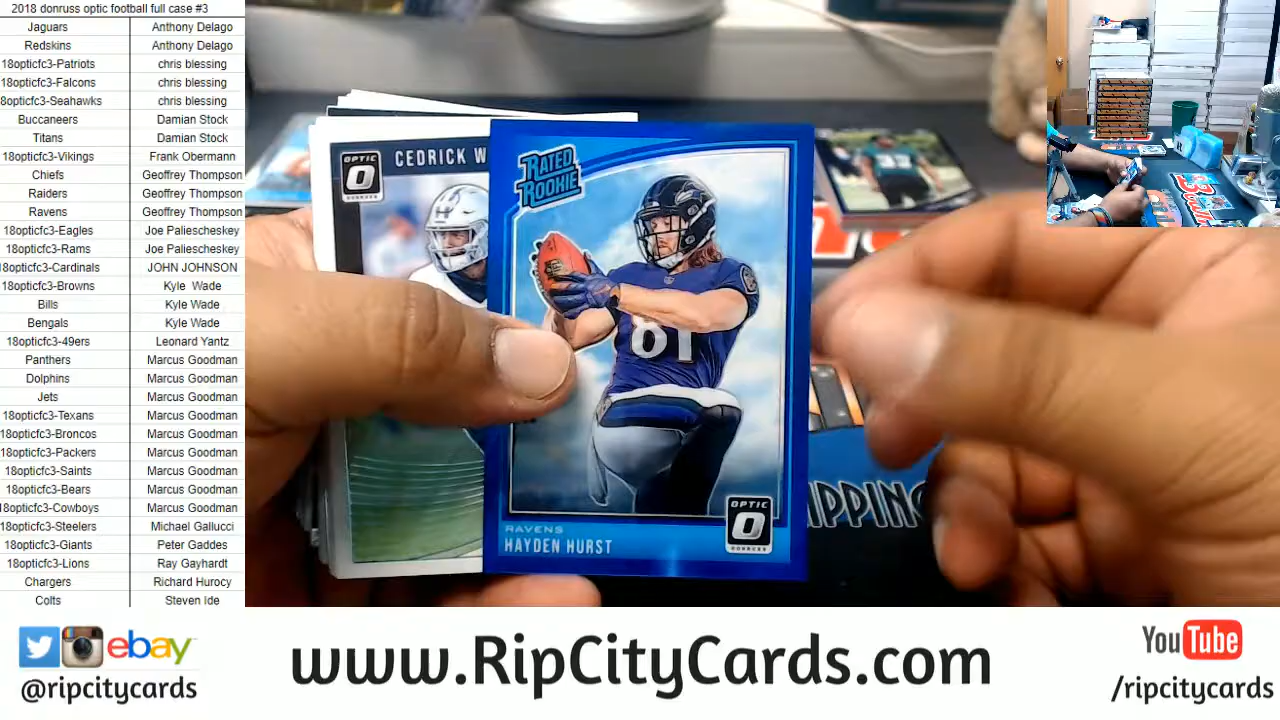 2018 donruss optic football full case #3
Jaguars Anthony Delago
Redskins Anthony Delago
18opticfc3-Patriots chris blessing
18opticfc3-Falcons chris blessing
8opticfc3-Seahawks chris blessing
Buccaneers Damian Stock
Titans Damian Stock
18opticfc3-Vikings Frank Obermann
Chiefs Geoffrey Thompson
Raiders Geoffrey Thompson
Ravens Geoffrey Thompson
18opticfc3-Eagles Joe Paliescheskey
18opticfc3-Rams Joe Paliescheskey
18opticfc3-Cardinals JOHN JOHNSON
18opticfc3-Browns Kyle Wade
Bills Kyle Wade
Bengals Kyle Wade
18opticfc3-49ers Leonard Yantz
Panthers Marcus Goodman
Dolphins Marcus Goodman
Jets Marcus Goodman
18opticfc3-Texans Marcus Goodman
18opticfc3-Broncos Marcus Goodman
18opticfc3-Packers Marcus Goodman
18opticfc3-Saints Marcus Goodman
18opticfc3-Bears Marcus Goodman
18opticfc3-Cowboys Marcus Goodman
18opticfc3-Steelers Michael Gallucci
18opticfc3-Giants Peter Gaddes
18opticfc3-Lions Ray Gayhardt
Chargers Richard Hurocy
Colts Steven Ide
OPTIC
O
DONRUSS
CEDRICK W
RATED
ROOKIE
81
OPTIC
O
DONRUSS
RAVENS
HAYDEN HURST
IPPING
ebay
@ripcitycards
www.RipCityCards.com
YouTube
/ripcitycards